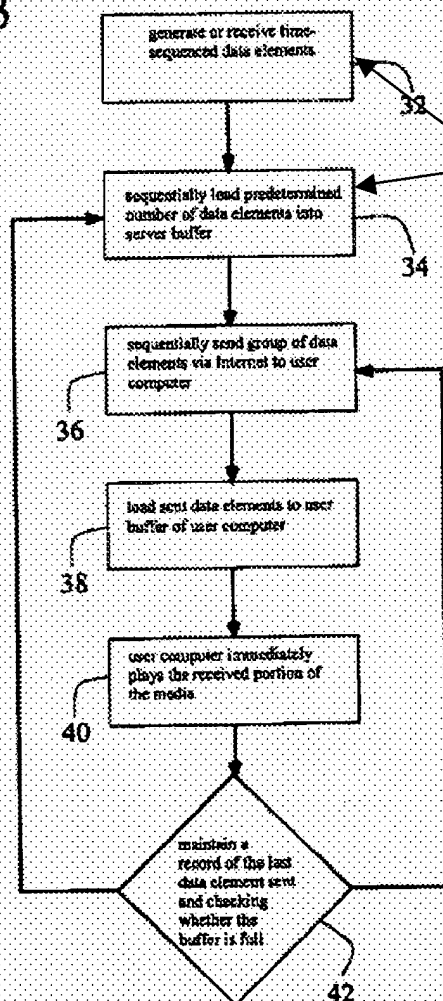 3
generate or receive time-
sequenced data elements
32
sequentially load predetermined
number of data elements into
server buffer
34
sequentially send group of data
elements via Internet to user
computer
36
load sent data elements to user
buffer of user computer
38
user computer immediately
plays the received portion of
the media
40
maintain a
record of the last
data element sent
and checking
whether the
buffer is full
42